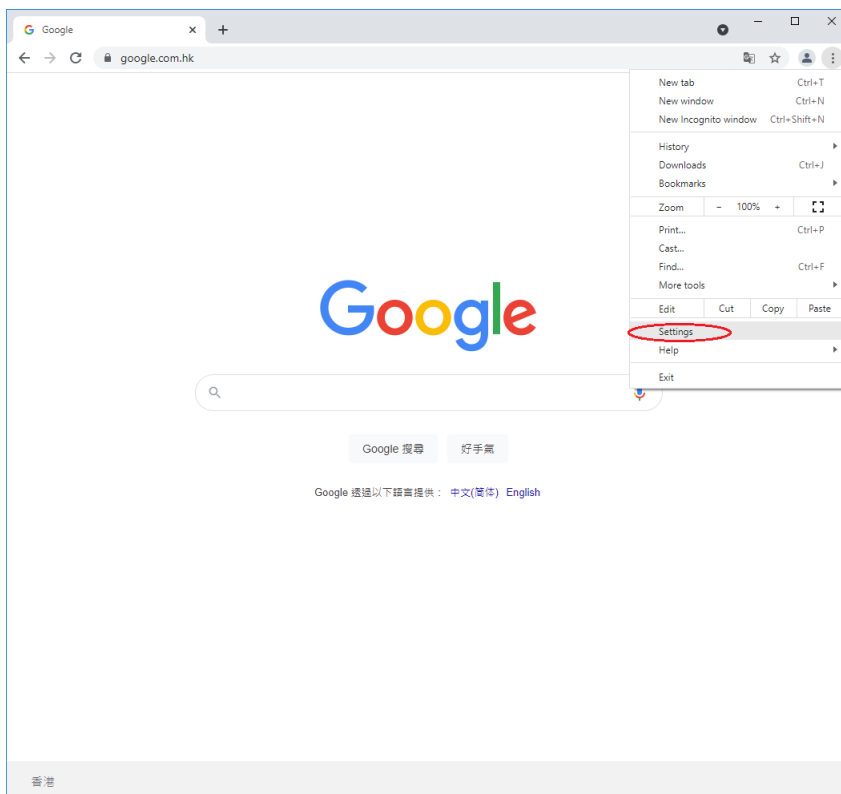 Google
google.com.hk
New tab Ctrl+T
New window Ctrl+N
New Incognito window Ctrl+Shift+N
History
Downloads Ctrl+J
Bookmarks
Zoom - 100% +
Print... Ctrl+P
Cast...
Find... Ctrl+F
More tools
Edit Cut Copy Paste
Settings
Help
Exit
Google
Google 搜尋 好手氣
Google 透過以下語言提供： 中文(简体) English
香港